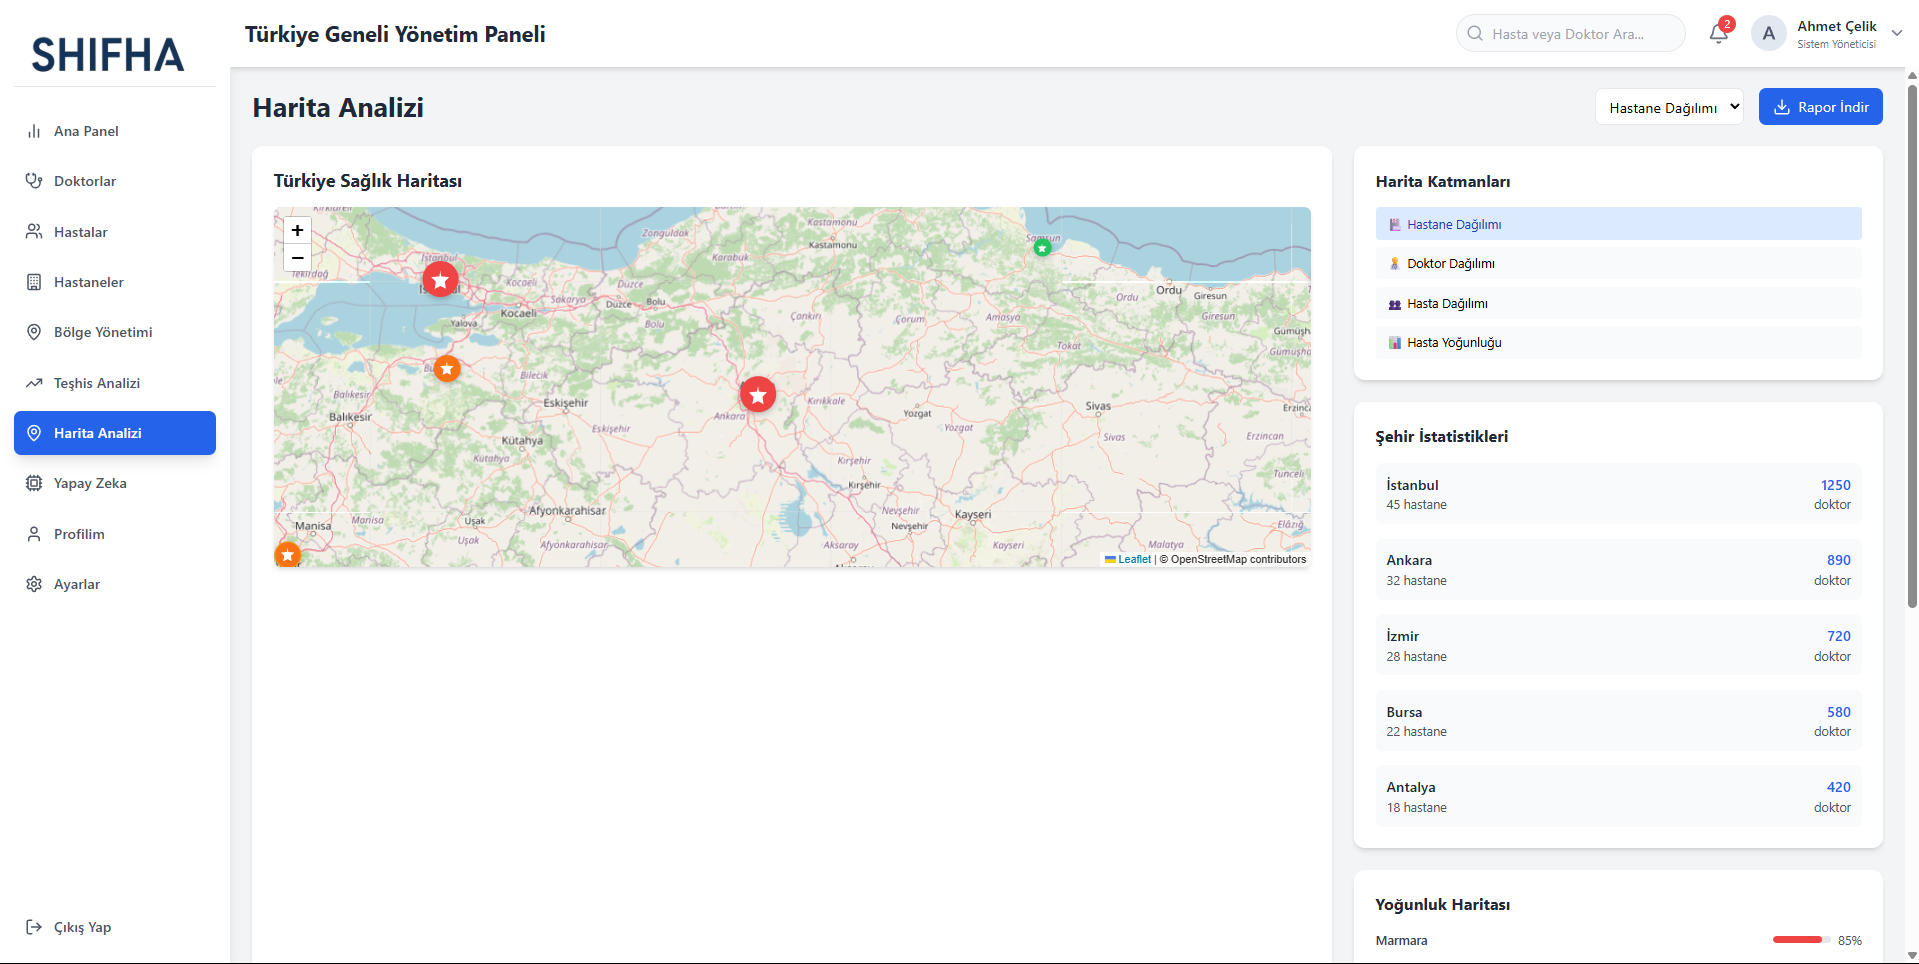 SHIFHA
Türkiye Geneli Yönetim Paneli
Hasta veya Doktor Ara...
2
A
Ahmet Çelik
Sistem Yöneticisi
Ana Panel
Doktorlar
Hastalar
Hastaneler
Bölge Yönetimi
Teşhis Analizi
Harita Analizi
Yapay Zeka
Profilim
Ayarlar
Çıkış Yap
Harita Analizi
Hastane Dağılımı
Rapor İndir
Türkiye Sağlık Haritası
+
−
Kırklareli
Tekirdağ
İstanbul
Kocaeli
Kocaeli
Yalova
Sakarya
Düzce
Düzce
Bolu
Bolu
Zonguldak
Karabuk
Kastamonu
Kastamonu
Çankırı
Çorum
Samsun
Amasya
Tokat
Ordu
Ordu
Giresun
Giresun
Gümüşha
Gümüşha
Balıkesir
Balıkesir
Bilecik
Eskişehir
Eskişehir
Kütahya
Kütahya
Ankara
Kırıkkale
Yozgat
Yozgat
Sivas
Sivas
Erzinca
Erzincan
Tunceli
Kırşehir
Kırşehir
Manisa
Manisa
Uşak
Uşak
Afyonkarahisar
Afyonkarahisar
Nevşehir
Nevşehir
Kayseri
Kayseri
Aksaray
Malatya
Elâzığ
Leaflet | © OpenStreetMap contributors
Harita Katmanları
Hastane Dağılımı
Doktor Dağılımı
Hasta Dağılımı
Hasta Yoğunluğu
Şehir İstatistikleri
İstanbul 1250
45 hastane doktor
Ankara 890
32 hastane doktor
İzmir 720
28 hastane doktor
Bursa 580
22 hastane doktor
Antalya 420
18 hastane doktor
Yoğunluk Haritası
Marmara 85%